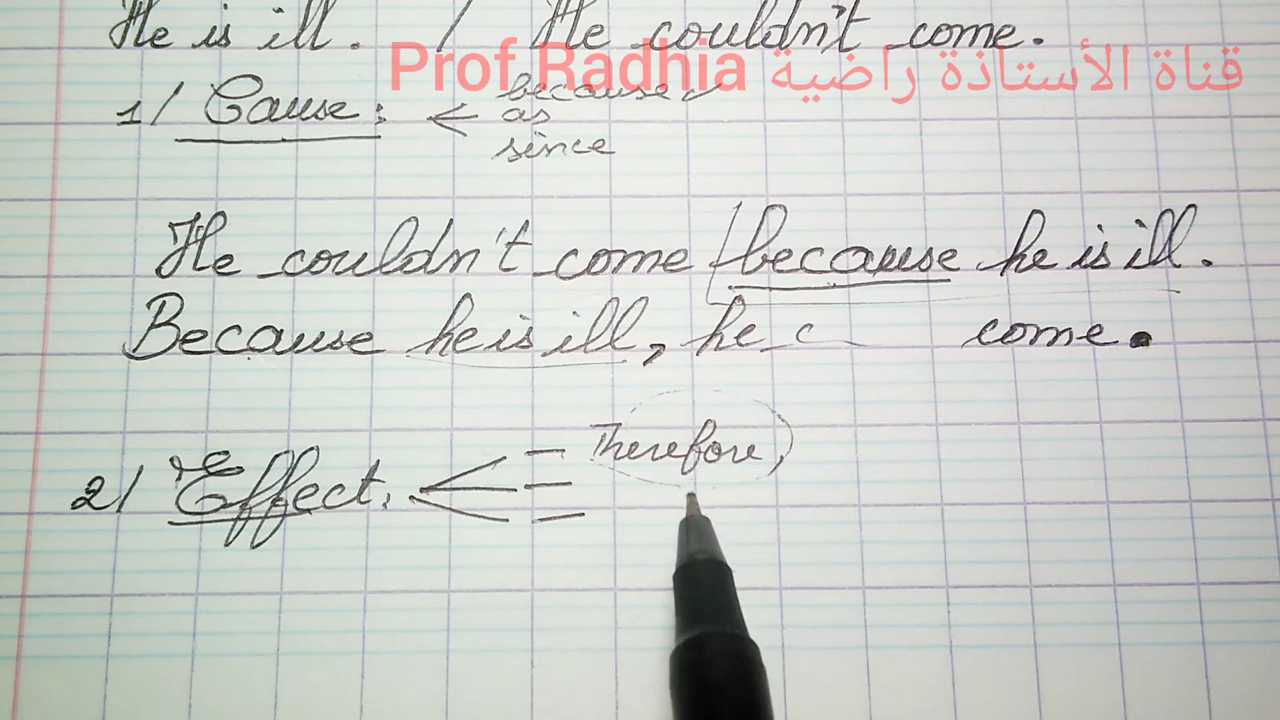 He is ill. / He couldn't come.
Prof Radhia قناة الأستاذة راضية
1/ Cause: because ✓
as
since
He couldn't come / because he is ill.
Because he is ill, he c come.
2/ Effect: Therefore,